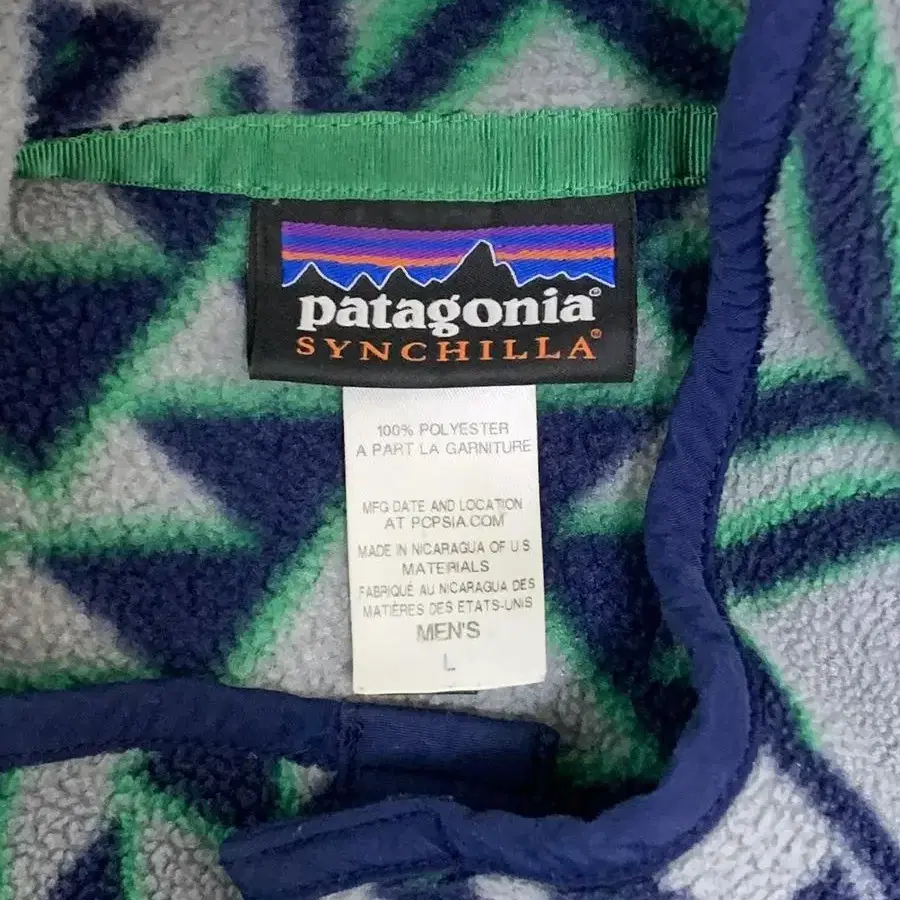 patagonia®
SYNCHILLA®
100% POLYESTER
A PART LA GARNITURE
MFG DATE AND LOCATION
AT PCPSIA.COM
MADE IN NICARAGUA OF U.S
MATERIALS
FABRIQUÉ AU NICARAGUA DES
MATIÈRES DES ETATS-UNIS
MEN'S
L